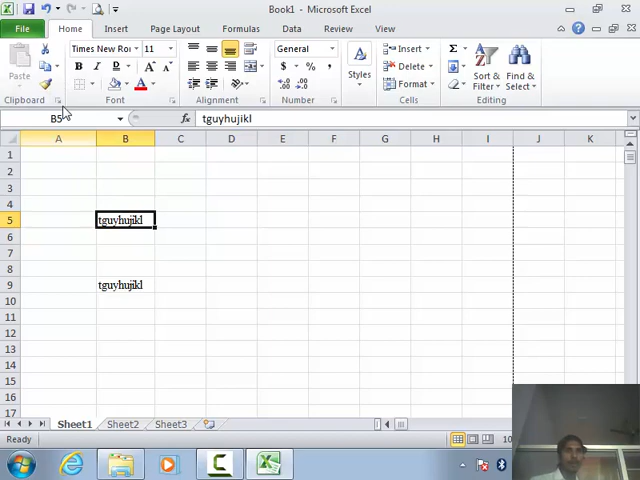 Book1 - Microsoft Excel
File Home Insert Page Layout Formulas Data Review View
Paste
Times New Roı 11
B I U A A
A
General
$ % ,
Styles
Insert
Delete
Format
Σ
Sort & Filter
Find & Select
Clipboard Font Alignment Number Cells Editing
B5 fx tguyhujikl
A B C D E F G H I J K
1
2
3
4
5 tguyhujikl
6
7
8
9 tguyhujikl
10
11
12
13
14
15
16
17
Sheet1 Sheet2 Sheet3
Ready 10